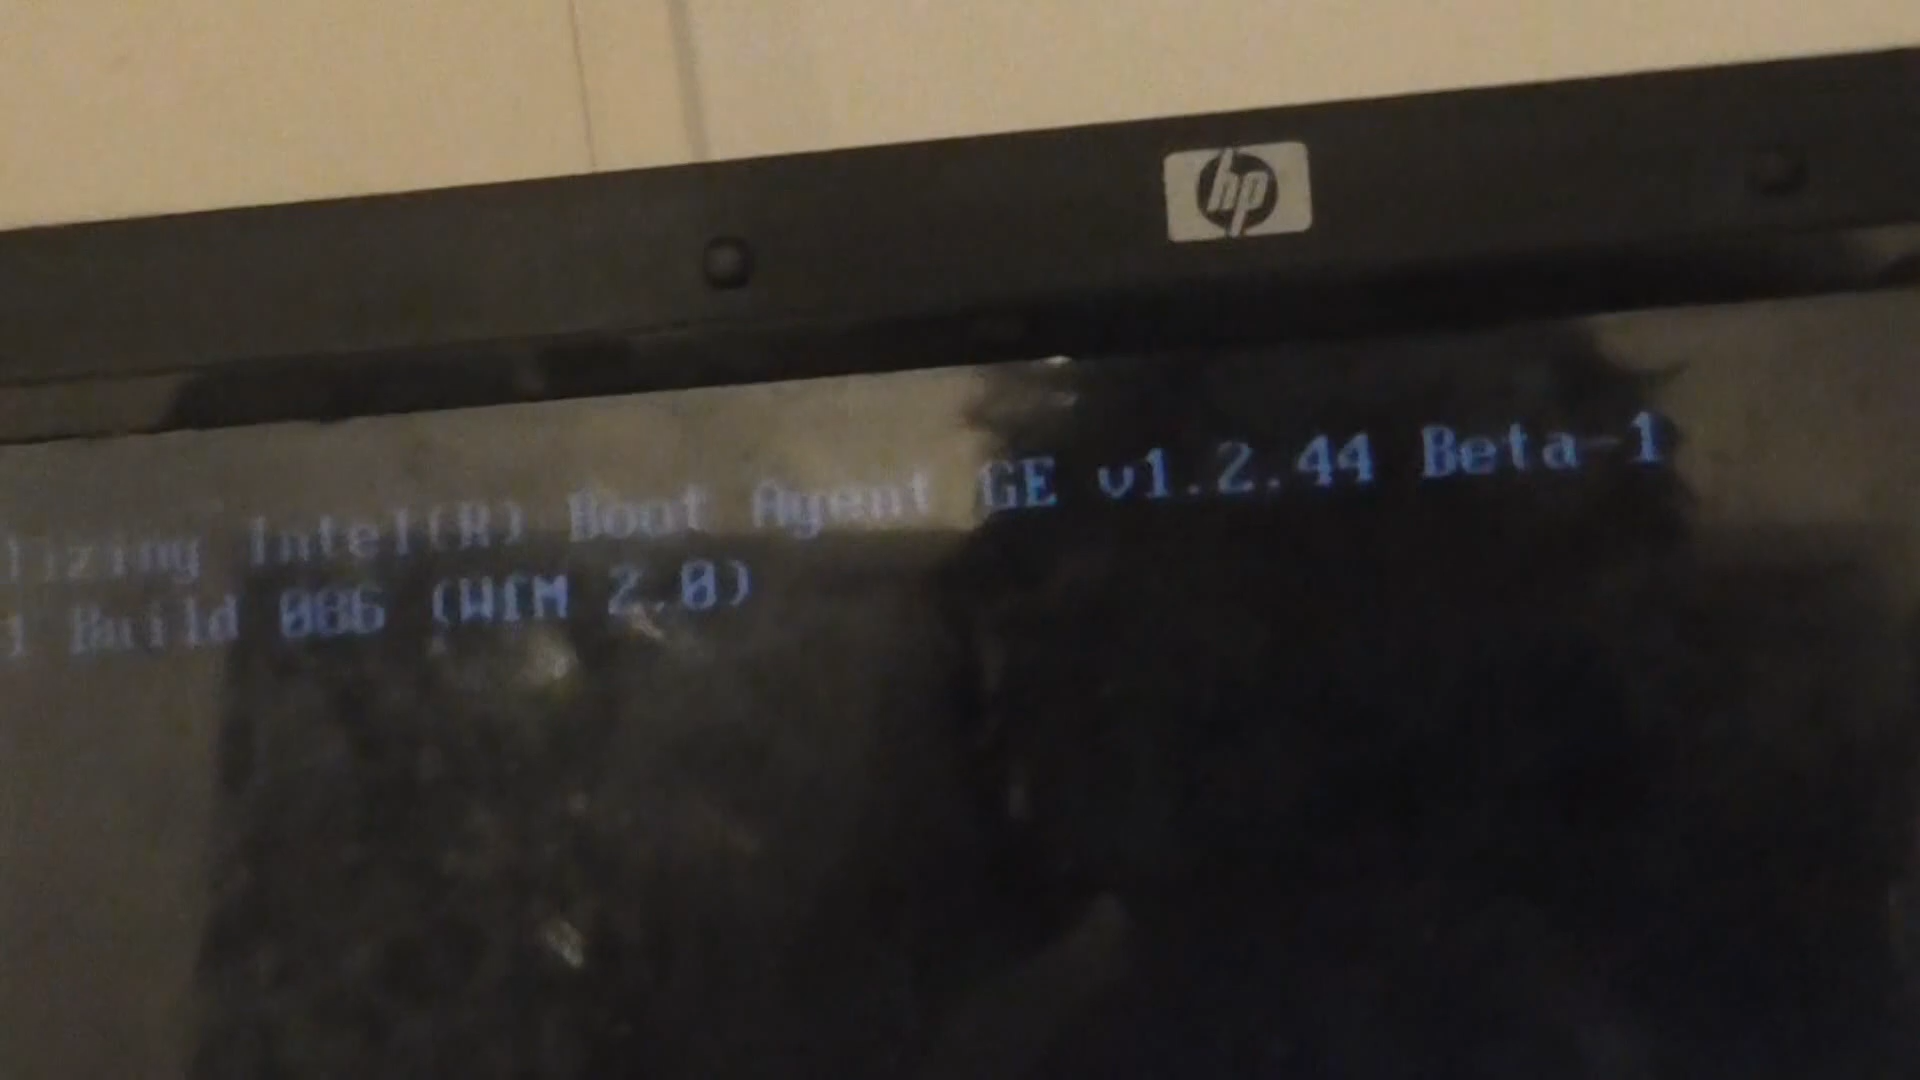 hp
lizing Intel(R) Boot Agent GE v1.2.44 Beta-1
Build 086 (WfM 2.0)